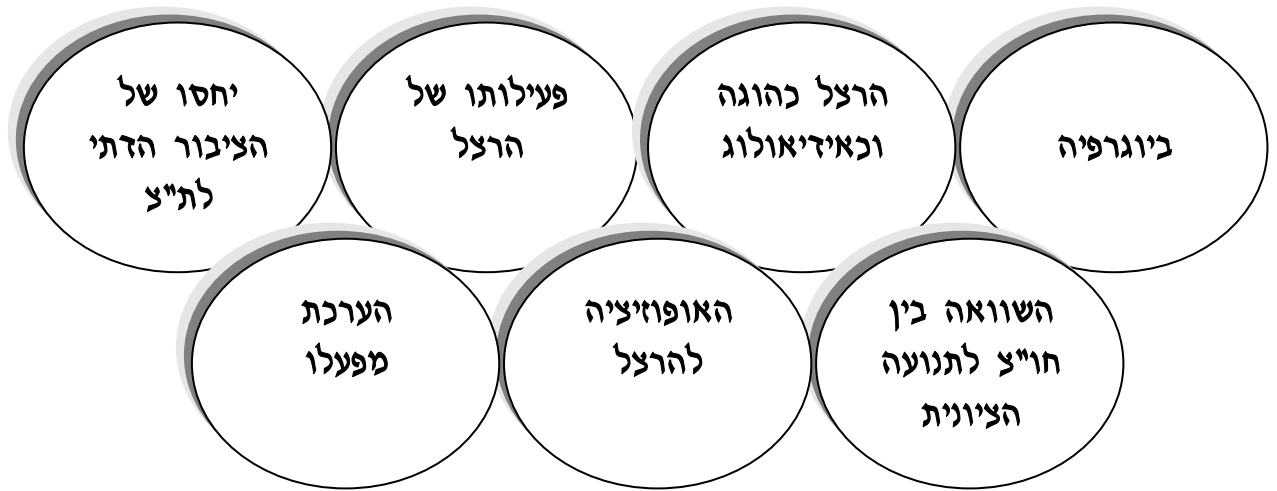 ביוגרפיה
הרצל כהוגה
וכאידיאולוג
פעילותו של
הרצל
יחסו של
הציבור הדתי
לת"צ
השוואה בין
חו"צ לתנועה
הציונית
האופוזיציה
להרצל
הערכת
מפעלו